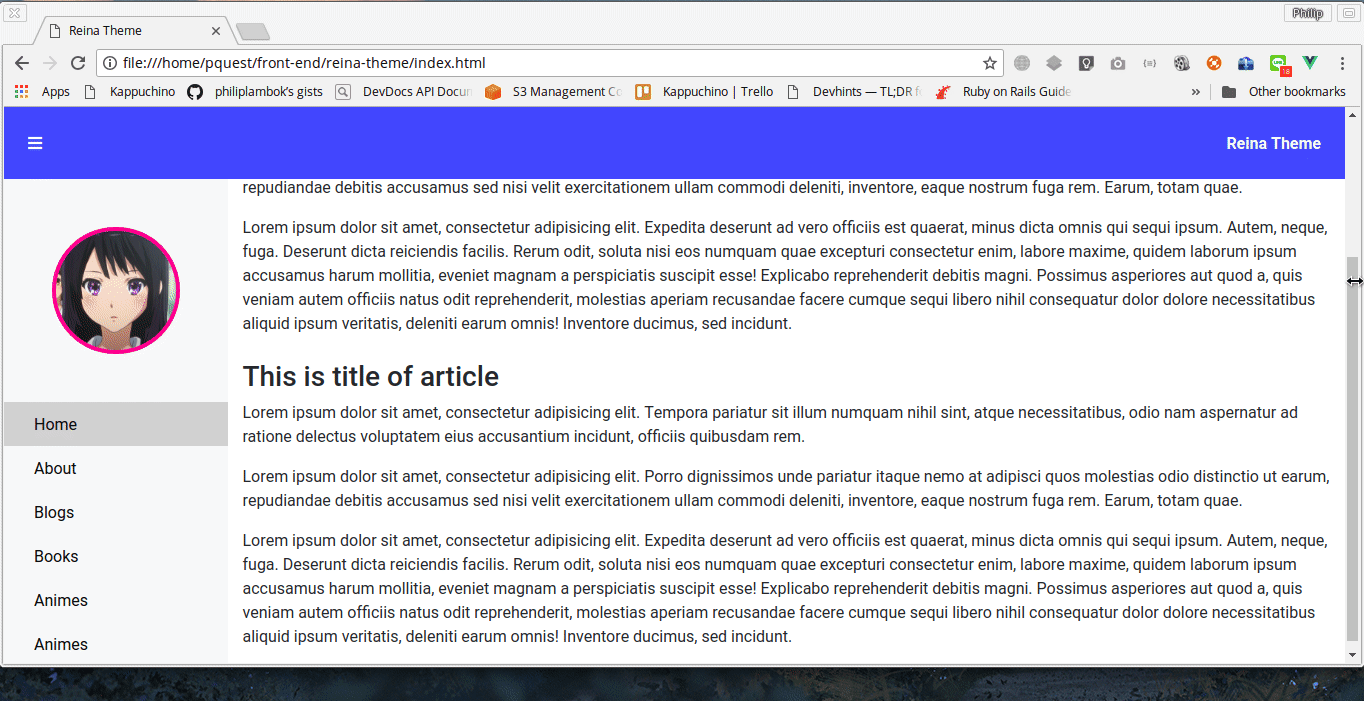 Philip
Reina Theme
file:///home/pquest/front-end/reina-theme/index.html
18
Apps Kappuchino philiplambok's gists DevDocs API Docun S3 Management Co Kappuchino | Trello Devhints — TL;DR f Ruby on Rails Guide » Other bookmarks
Reina Theme
repudiandae debitis accusamus sed nisi velit exercitationem ullam commodi deleniti, inventore, eaque nostrum fuga rem. Earum, totam quae.
Lorem ipsum dolor sit amet, consectetur adipisicing elit. Expedita deserunt ad vero officiis est quaerat, minus dicta omnis qui sequi ipsum. Autem, neque,
fuga. Deserunt dicta reiciendis facilis. Rerum odit, soluta nisi eos numquam quae excepturi consectetur enim, labore maxime, quidem laborum ipsum
accusamus harum mollitia, eveniet magnam a perspiciatis suscipit esse! Explicabo reprehenderit debitis magni. Possimus asperiores aut quod a, quis
veniam autem officiis natus odit reprehenderit, molestias aperiam recusandae facere cumque sequi libero nihil consequatur dolor dolore necessitatibus
aliquid ipsum veritatis, deleniti earum omnis! Inventore ducimus, sed incidunt.
This is title of article
Lorem ipsum dolor sit amet, consectetur adipisicing elit. Tempora pariatur sit illum numquam nihil sint, atque necessitatibus, odio nam aspernatur ad
ratione delectus voluptatem eius accusantium incidunt, officiis quibusdam rem.
Lorem ipsum dolor sit amet, consectetur adipisicing elit. Porro dignissimos unde pariatur itaque nemo at adipisci quos molestias odio distinctio ut earum,
repudiandae debitis accusamus sed nisi velit exercitationem ullam commodi deleniti, inventore, eaque nostrum fuga rem. Earum, totam quae.
Lorem ipsum dolor sit amet, consectetur adipisicing elit. Expedita deserunt ad vero officiis est quaerat, minus dicta omnis qui sequi ipsum. Autem, neque,
fuga. Deserunt dicta reiciendis facilis. Rerum odit, soluta nisi eos numquam quae excepturi consectetur enim, labore maxime, quidem laborum ipsum
accusamus harum mollitia, eveniet magnam a perspiciatis suscipit esse! Explicabo reprehenderit debitis magni. Possimus asperiores aut quod a, quis
veniam autem officiis natus odit reprehenderit, molestias aperiam recusandae facere cumque sequi libero nihil consequatur dolor dolore necessitatibus
aliquid ipsum veritatis, deleniti earum omnis! Inventore ducimus, sed incidunt.
Home
About
Blogs
Books
Animes
Animes